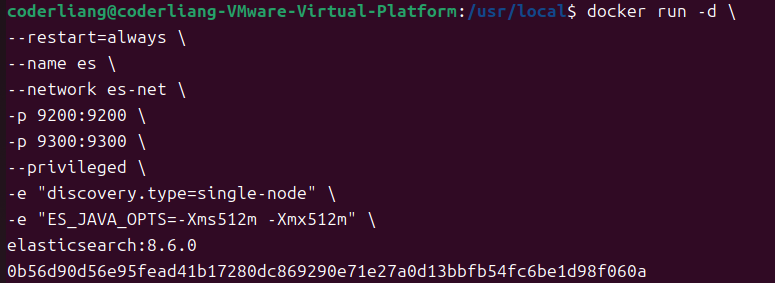 coderliang@coderliang-VMware-Virtual-Platform:/usr/local$ docker run -d \
--restart=always \
--name es \
--network es-net \
-p 9200:9200 \
-p 9300:9300 \
--privileged \
-e "discovery.type=single-node" \
-e "ES_JAVA_OPTS=-Xms512m -Xmx512m" \
elasticsearch:8.6.0
0b56d90d56e95fead41b17280dc869290e71e27a0d13bbfb54fc6be1d98f060a